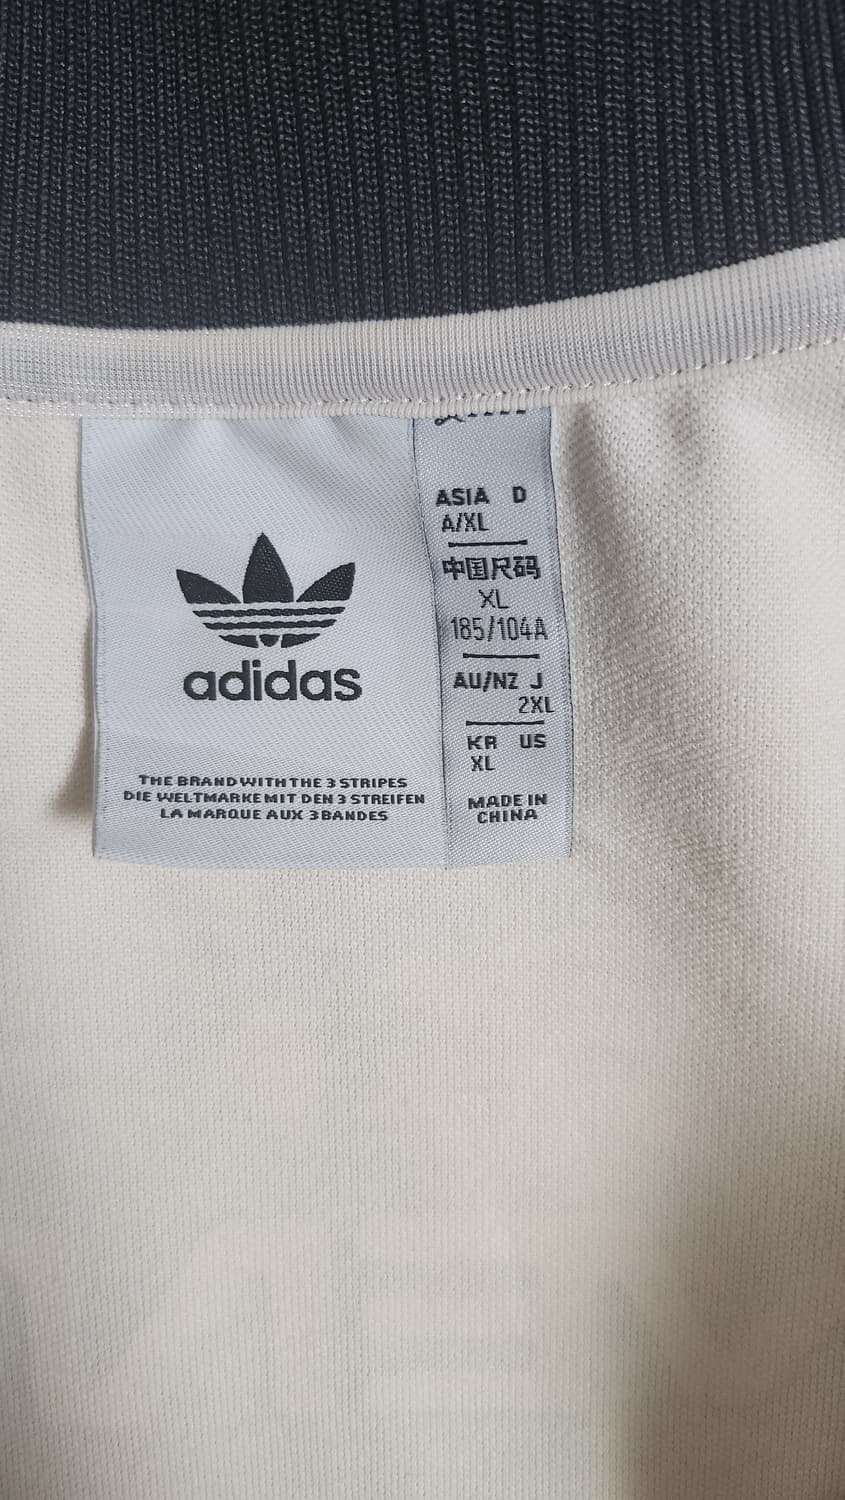 adidas
THE BRAND WITH THE 3 STRIPES
DIE WELTMARKE MIT DEN 3 STREIFEN
LA MARQUE AUX 3 BANDES
ASIA D
A/XL
中国尺码
XL
185/104A
AU/NZ J
2XL
KR US
XL
MADE IN
CHINA